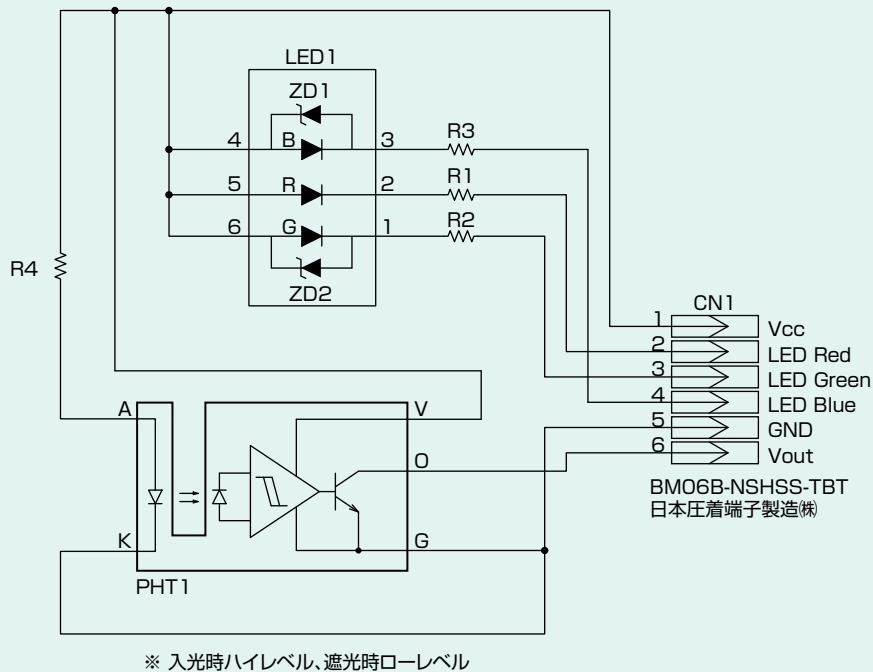 LED1
ZD1
4 B 3 R3
5 R 2 R1
6 G 1 R2
ZD2
R4
CN1
1 Vcc
2 LED Red
3 LED Green
4 LED Blue
5 GND
6 Vout
BM06B-NSHSS-TBT
日本圧着端子製造㈱
A V
O
K G
PHT1
※ 入光時ハイレベル、遮光時ローレベル